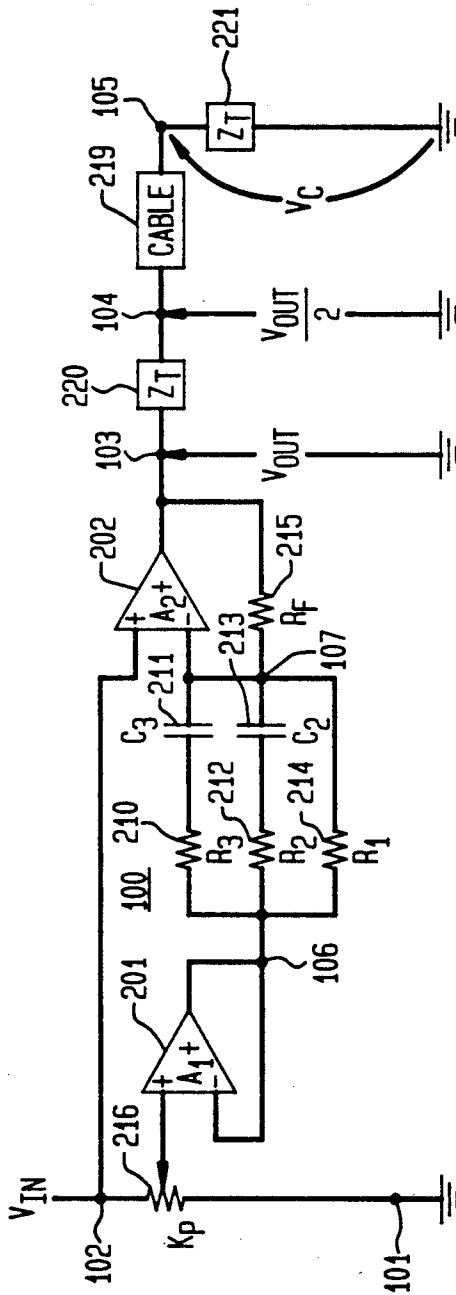 V_IN
102
216
K_P
101
201
+
A_1
+
-
106
100
210
R_3
212
R_2
214
R_1
C_3
211
213
C_2
107
215
R_F
202
+
A_2
+
-
103
V_OUT
220
Z_T
104
V_OUT
2
219
CABLE
105
221
Z_T
V_C